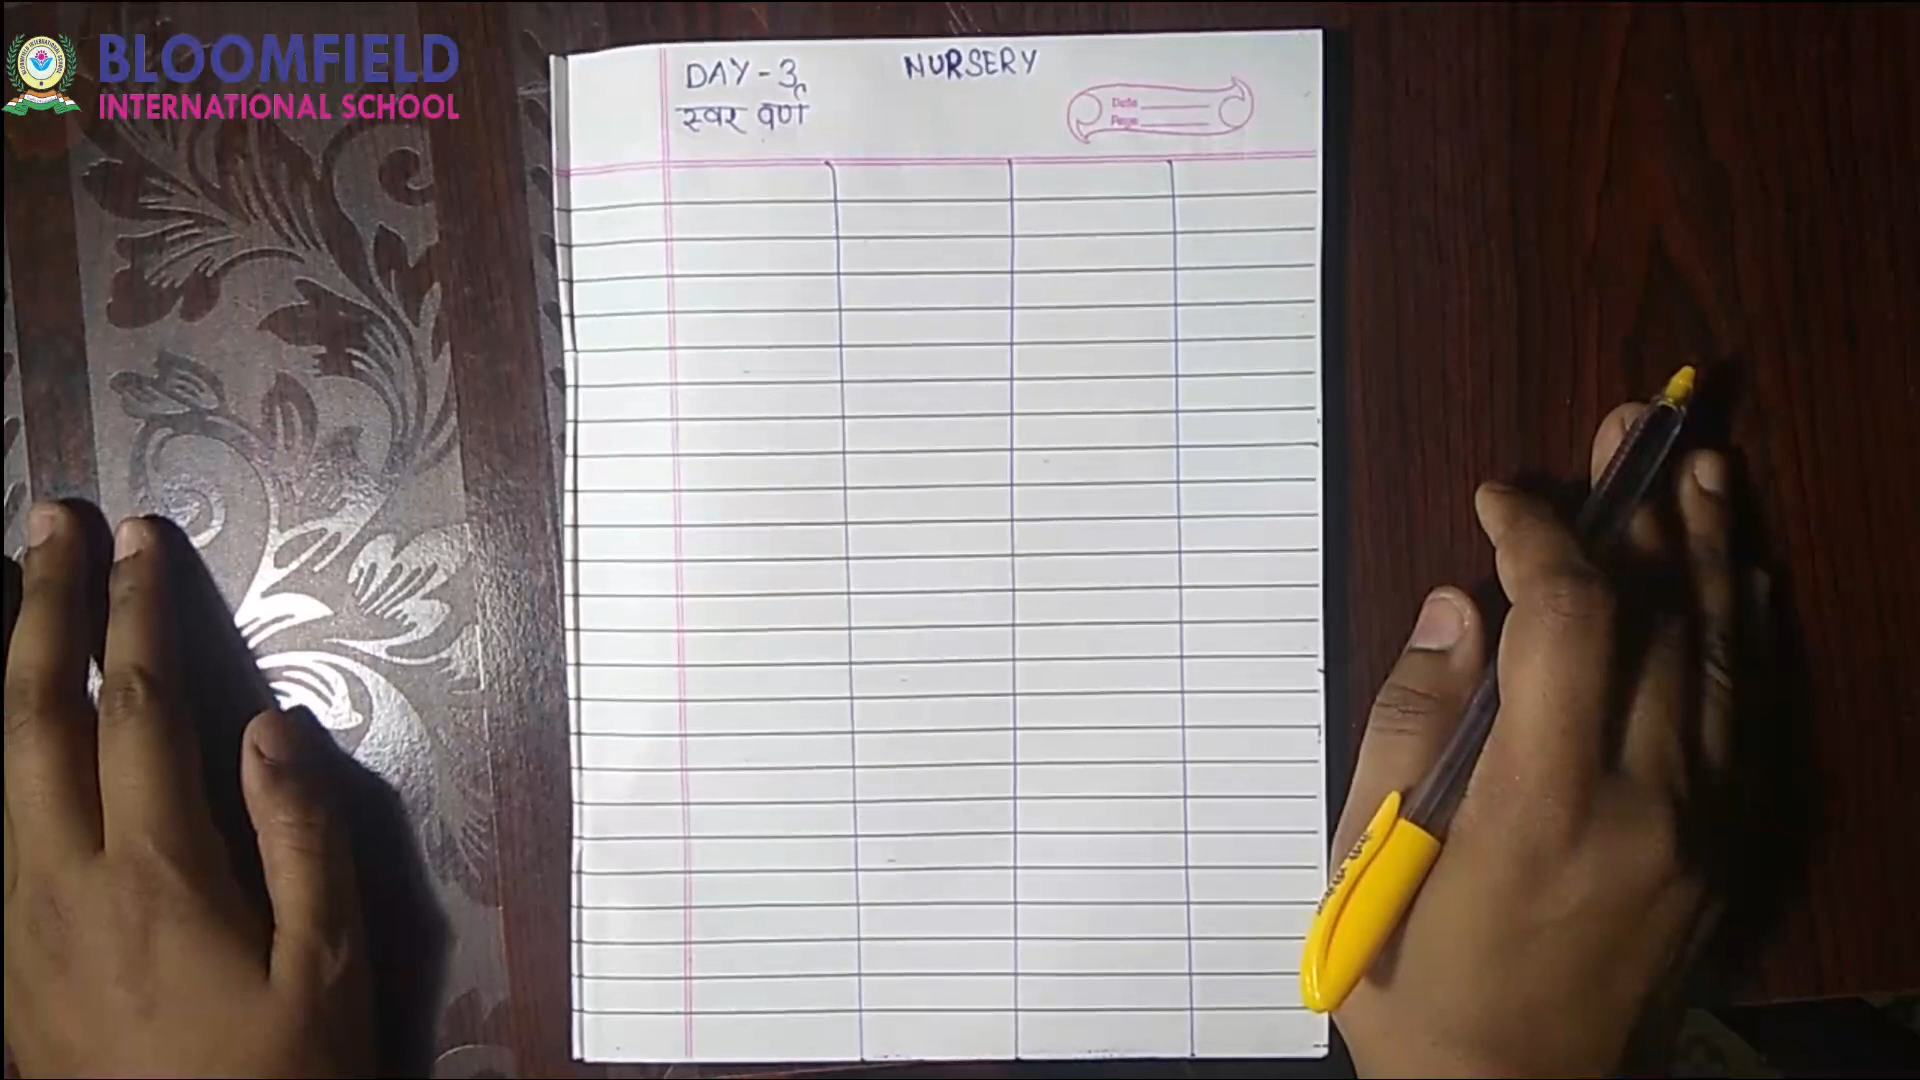 BLOOMFIELD
INTERNATIONAL SCHOOL
DAY - 3
NURSERY
स्वर वर्ण
Date
Page